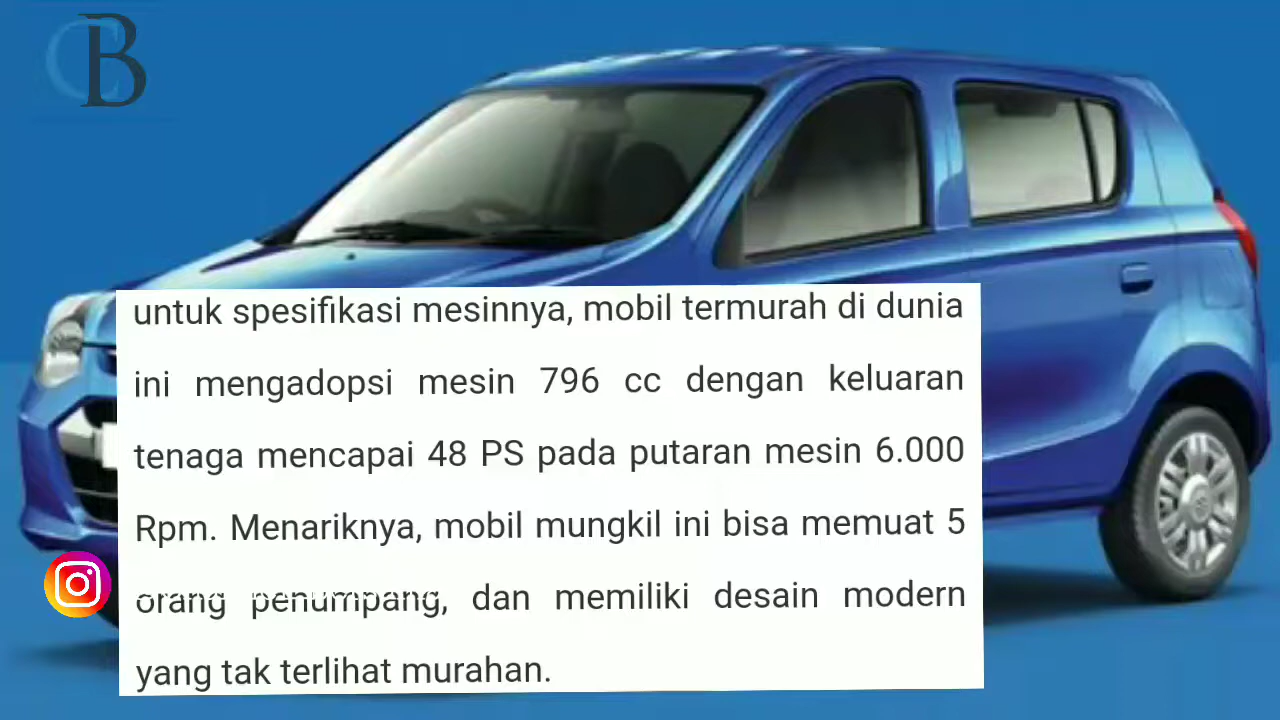 CB
untuk spesifikasi mesinnya, mobil termurah di dunia
ini mengadopsi mesin 796 cc dengan keluaran
tenaga mencapai 48 PS pada putaran mesin 6.000
Rpm. Menariknya, mobil mungkil ini bisa memuat 5
orang penumpang, dan memiliki desain modern
yang tak terlihat murahan.